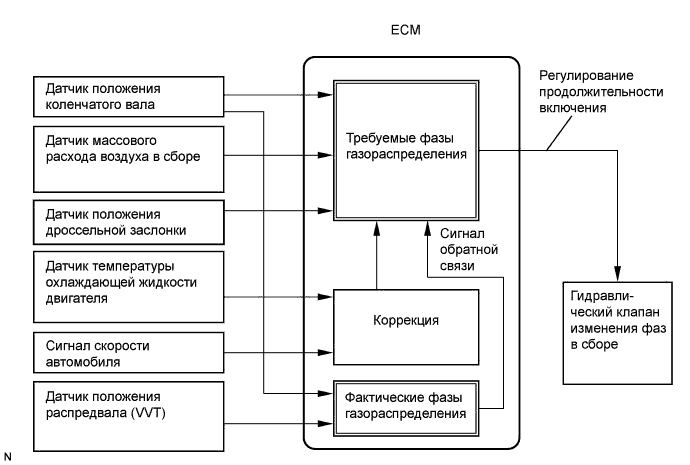 ECM
Датчик положения
коленчатого вала
Датчик массового
расхода воздуха в сборе
Датчик положения
дроссельной заслонки
Датчик температуры
охлаждающей жидкости
двигателя
Сигнал скорости
автомобиля
Датчик положения
распредвала (VVT)
Требуемые фазы
газораспределения
Сигнал
обратной
связи
Коррекция
Фактические фазы
газораспределения
Регулирование
продолжительности
включения
Гидравли-
ческий клапан
изменения фаз
в сборе
N